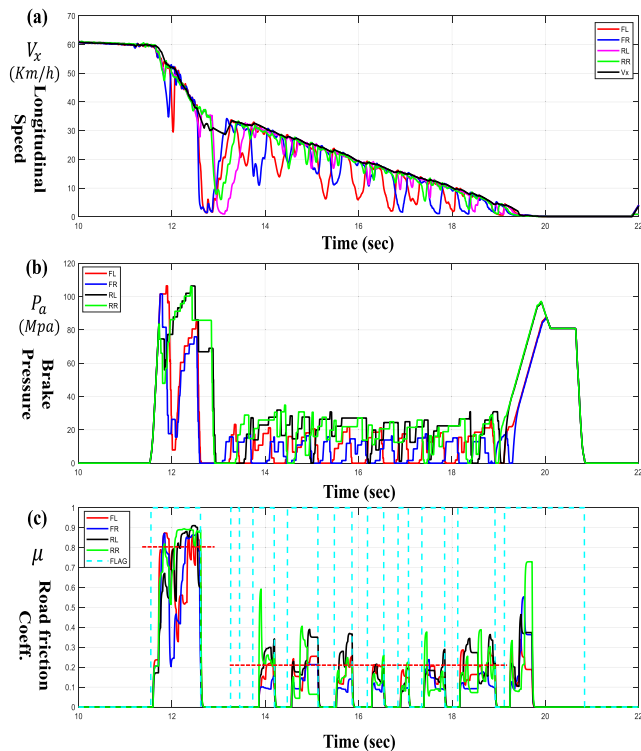 (a)
70
60
50
40
30
20
10
0
V_x
(Km/h)
Longitudinal
Speed
FL
FR
RL
RR
Vx
10 12 14 16 18 20 22
Time (sec)
(b)
120
100
80
60
40
20
0
P_a
(Mpa)
Brake
Pressure
FL
FR
RL
RR
10 12 14 16 18 20 22
Time (sec)
(c)
1
0.9
0.8
0.7
0.6
0.5
0.4
0.3
0.2
0.1
0
μ
Road friction
Coeff.
FL
FR
RL
RR
FLAG
10 12 14 16 18 20 22
Time (sec)